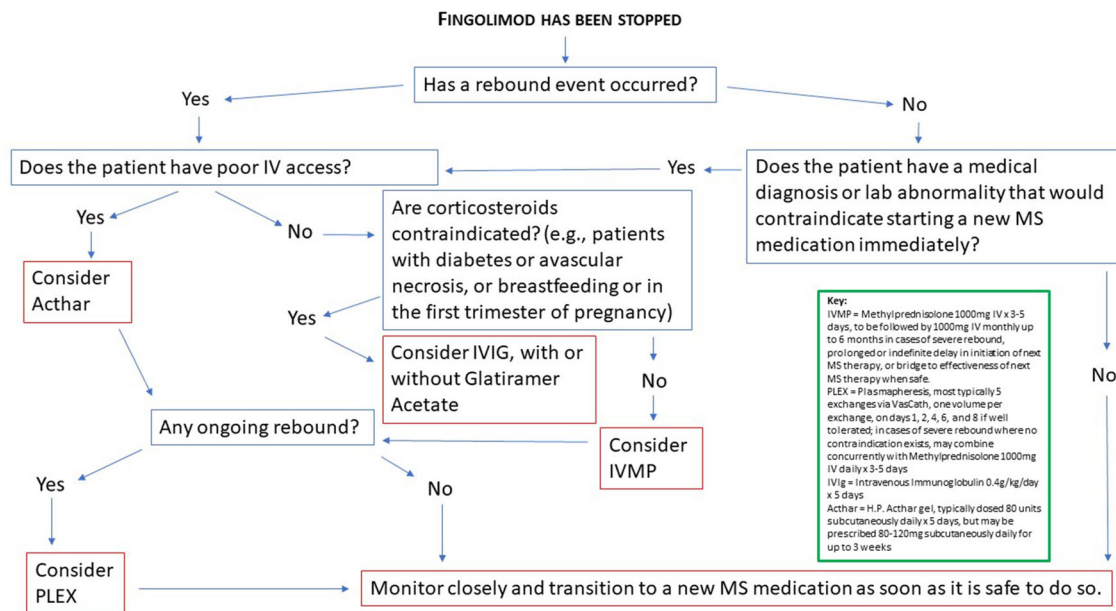 FINGOLIMOD HAS BEEN STOPPED
Has a rebound event occurred?
Yes
No
Does the patient have poor IV access?
Yes
Does the patient have a medical
diagnosis or lab abnormality that would
contraindicate starting a new MS
medication immediately?
Yes
No
Are corticosteroids
contraindicated? (e.g., patients
with diabetes or avascular
necrosis, or breastfeeding or in
the first trimester of pregnancy)
Consider
Acthar
Yes
Consider IVIG, with or
without Glatiramer
Acetate
No
Consider
IVMP
Key:
IVMP = Methylprednisolone 1000mg IV x 3-5
days, to be followed by 1000mg IV monthly up
to 6 months in cases of severe rebound,
prolonged or indefinite delay in initiation of next
MS therapy, or bridge to effectiveness of next
MS therapy when safe.
PLEX = Plasmapheresis, most typically 5
exchanges via VasCath, one volume per
exchange, on days 1, 2, 4, 6, and 8 if well
tolerated; in cases of severe rebound where no
contraindication exists, may combine
concurrently with Methylprednisolone 1000mg
IV daily x 3-5 days
IVIg = Intravenous Immunoglobulin 0.4g/kg/day
x 5 days
Acthar = H.P. Acthar gel, typically dosed 80 units
subcutaneously daily x 5 days, but may be
prescribed 80-120mg subcutaneously daily for
up to 3 weeks
No
Any ongoing rebound?
Yes
No
Consider
PLEX
Monitor closely and transition to a new MS medication as soon as it is safe to do so.